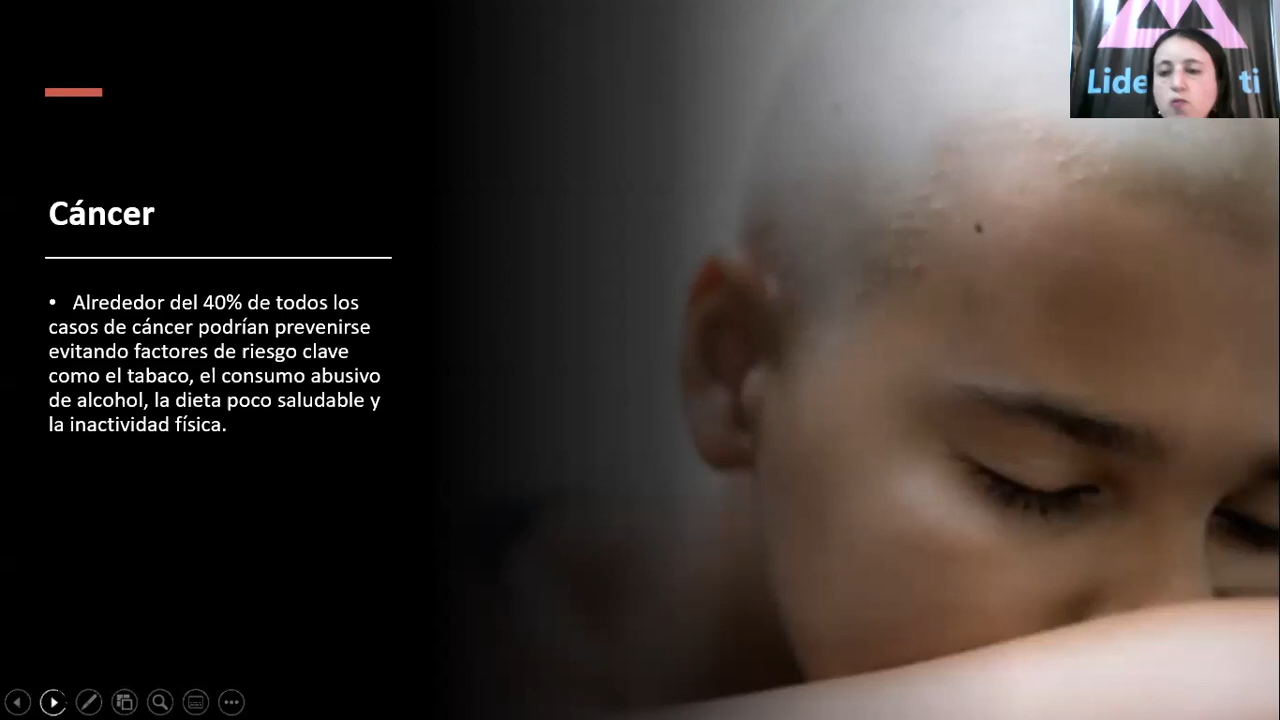 Cáncer
• Alrededor del 40% de todos los
casos de cáncer podrían prevenirse
evitando factores de riesgo clave
como el tabaco, el consumo abusivo
de alcohol, la dieta poco saludable y
la inactividad física.